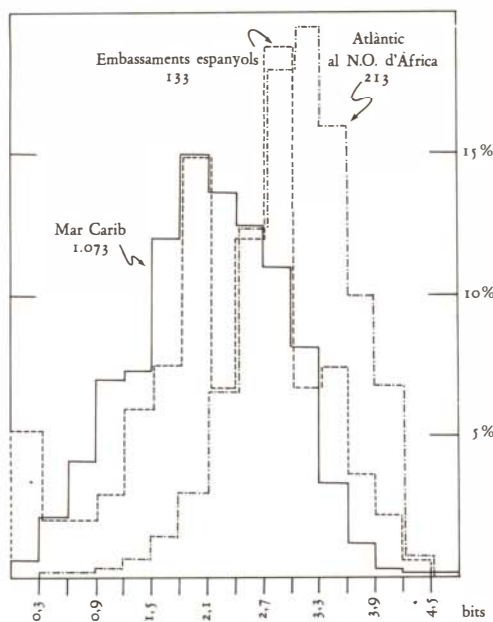 Embassaments espanyols
133
Atlàntic
al N.O. d'Àfrica
213
Mar Carib
1.073
15%
10%
5%
0,3 0,9 1,5 2,1 2,7 3,3 3,9 4,5 bits